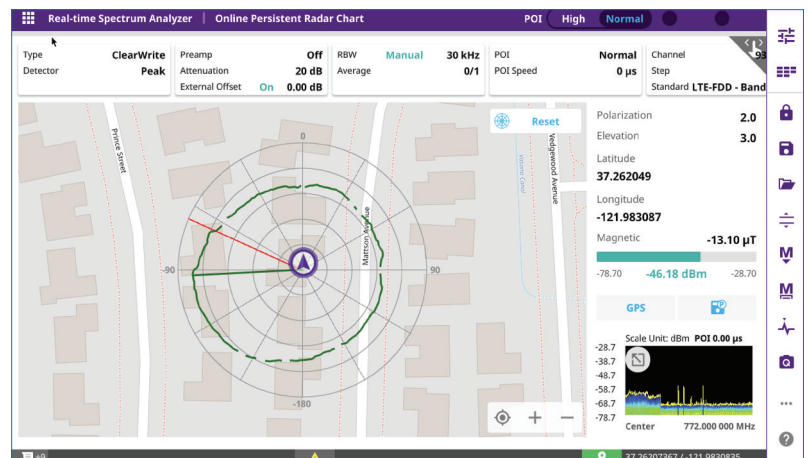 Real-time Spectrum Analyzer | Online Persistent Radar Chart
POI High Normal
Type ClearWrite
Detector Peak
Preamp Off
Attenuation 20 dB
External Offset On 0.00 dB
RBW Manual 30 kHz
Average 0/1
POI Normal
POI Speed 0 µs
Channel 93
Step
Standard LTE-FDD - Band
Reset
Prince Street
Mattson Avenue
Vedgewood Avenue
0
-90
90
-180
Polarization 2.0
Elevation 3.0
Latitude
37.262049
Longitude
-121.983087
Magnetic -13.10 µT
-78.70 -46.18 dBm -28.70
GPS
Scale Unit: dBm POI 0.00 µs
-28.7
-38.7
-48.7
-58.7
-68.7
-78.7
Center 772.000 000 MHz
M
M
+9
37.26207367 / -121.9830835